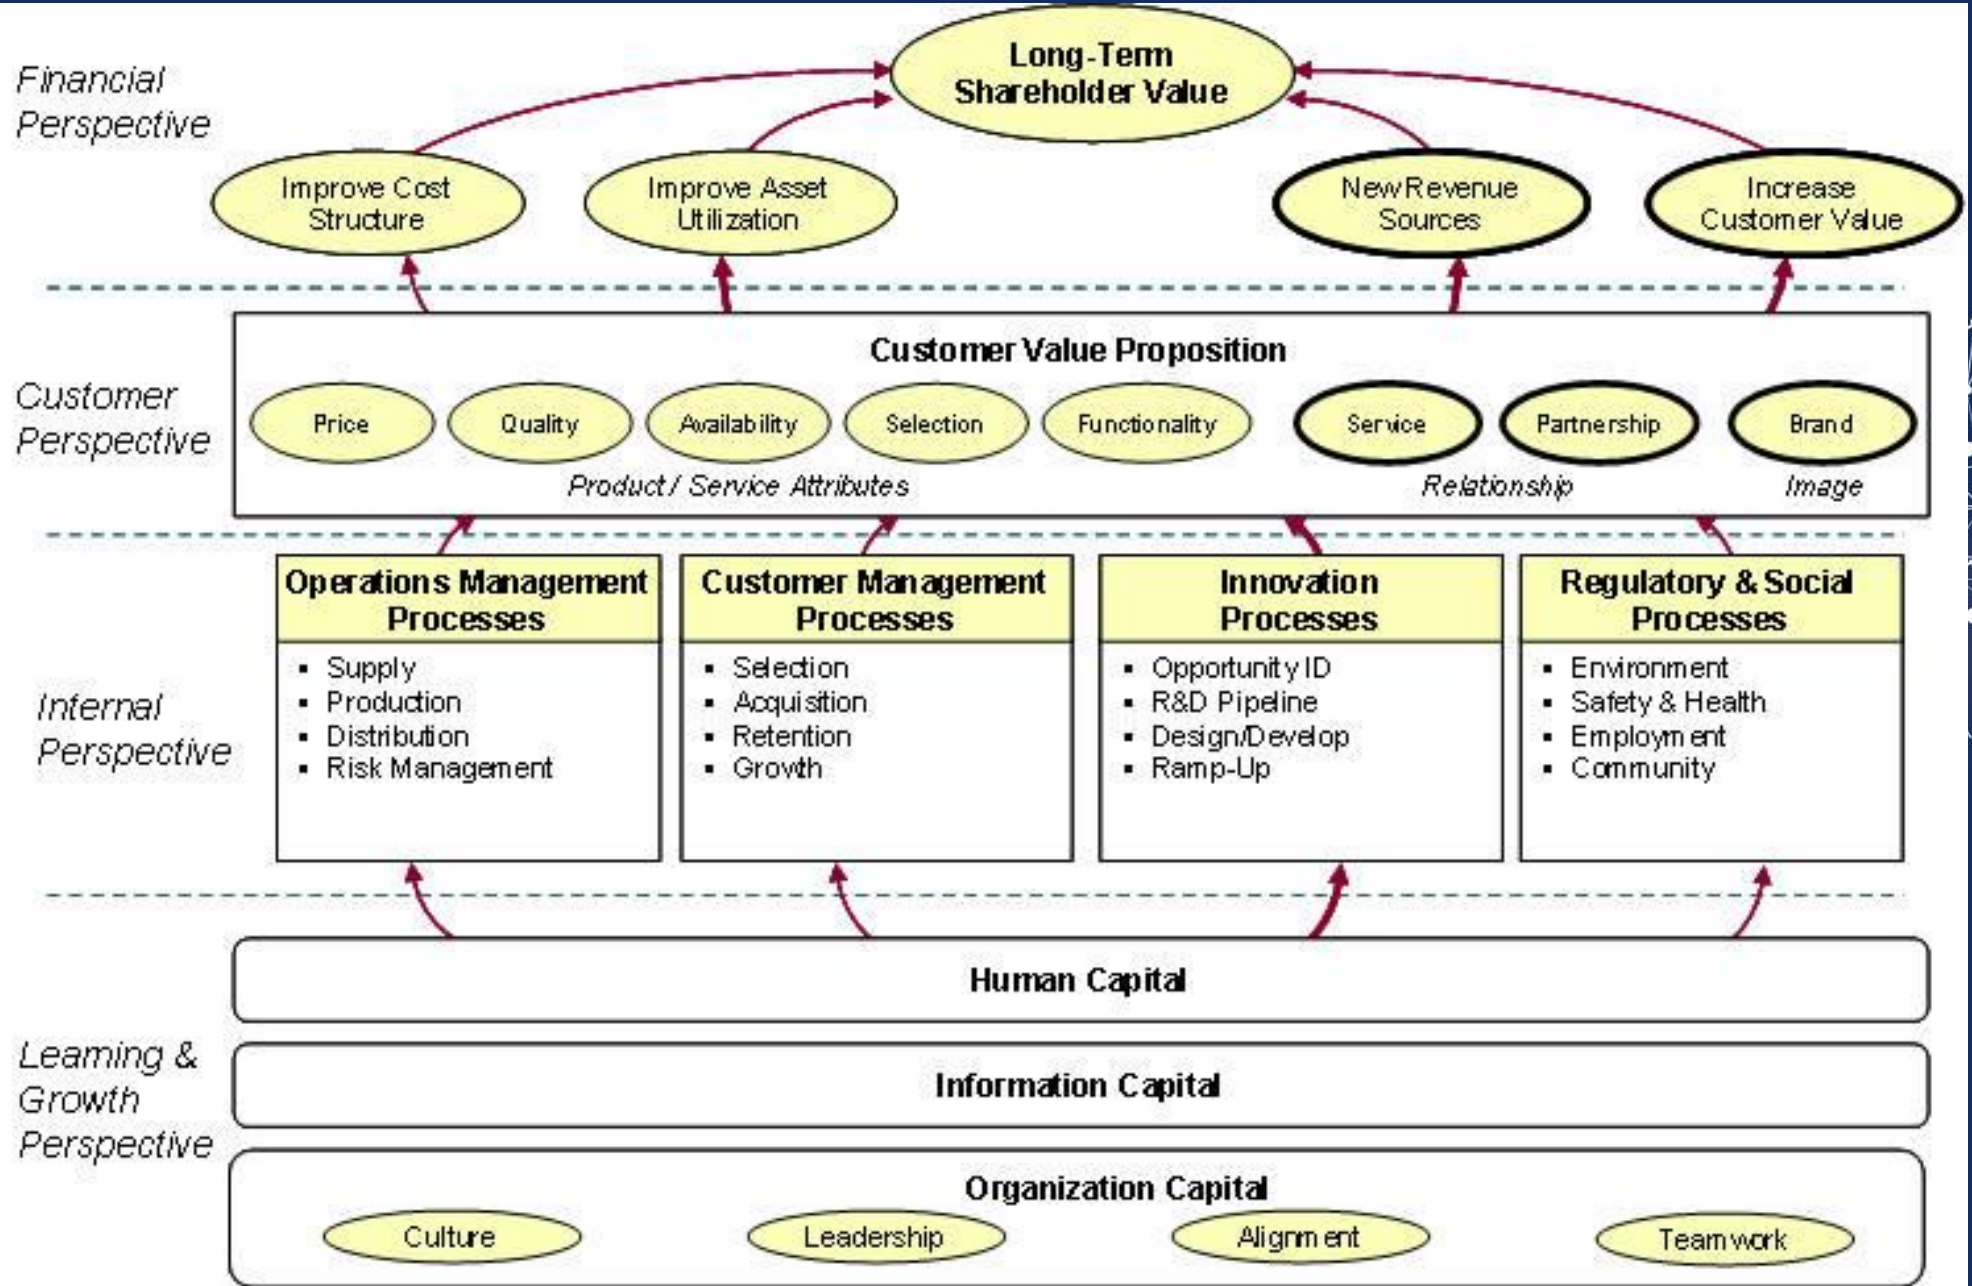 Financial
Perspective
Long-Term
Shareholder Value
Improve Cost
Structure
Improve Asset
Utilization
New Revenue
Sources
Increase
Customer Value
Customer
Perspective
Customer Value Proposition
Price
Quality
Availability
Selection
Functionality
Service
Partnership
Brand
Product / Service Attributes
Relationship
Image
Internal
Perspective
Operations Management
Processes
▪ Supply
▪ Production
▪ Distribution
▪ Risk Management
Customer Management
Processes
▪ Selection
▪ Acquisition
▪ Retention
▪ Growth
Innovation
Processes
▪ Opportunity ID
▪ R&D Pipeline
▪ Design/Develop
▪ Ramp-Up
Regulatory & Social
Processes
▪ Environment
▪ Safety & Health
▪ Employment
▪ Community
Learning &
Growth
Perspective
Human Capital
Information Capital
Organization Capital
Culture
Leadership
Alignment
Teamwork